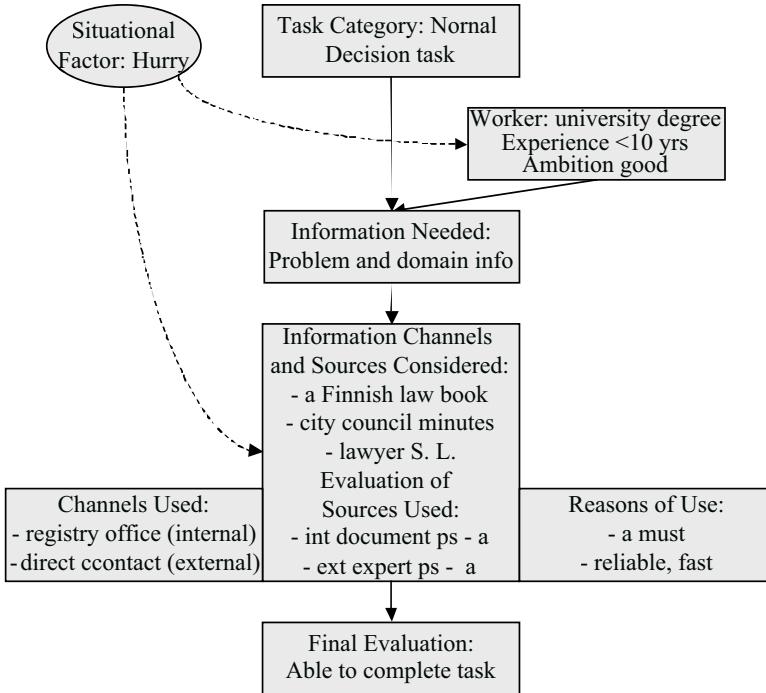 Situational
Factor: Hurry
Task Category: Nornal
Decision task
Worker: university degree
Experience <10 yrs
Ambition good
Information Needed:
Problem and domain info
Information Channels
and Sources Considered:
- a Finnish law book
- city council minutes
- lawyer S. L.
Evaluation of
Sources Used:
- int document ps - a
- ext expert ps - a
Channels Used:
- registry office (internal)
- direct ccontact (external)
Reasons of Use:
- a must
- reliable, fast
Final Evaluation:
Able to complete task